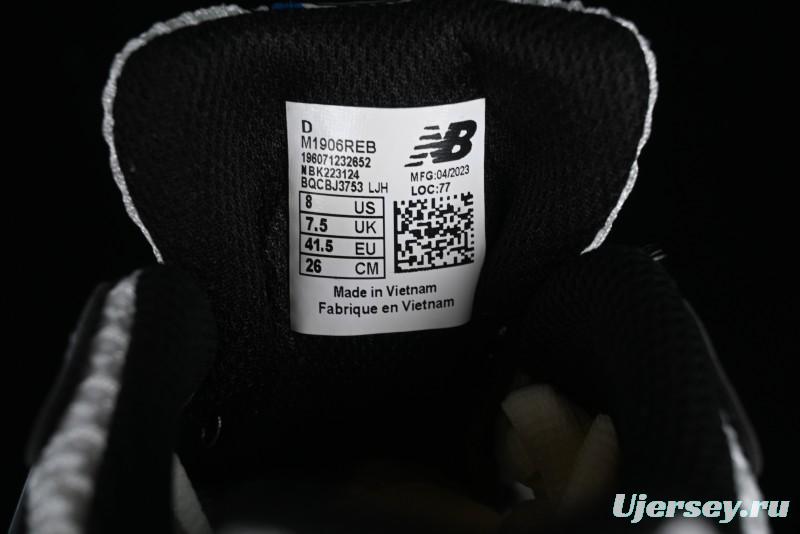 D
M1906REB
196071232652
NBK223124
BQCBJ3753 LJH
NB
MFG:04/2023
LOC:77
8 US
7.5 UK
41.5 EU
26 CM
Made in Vietnam
Fabrique en Vietnam
Ujersey.ru